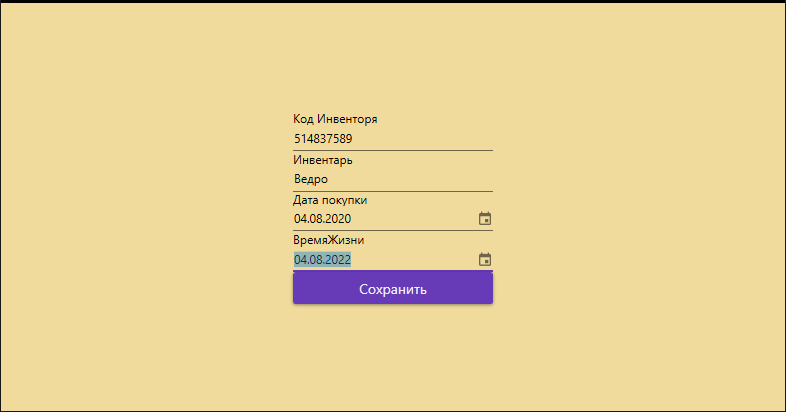 Код Инвенторя
514837589
Инвентарь
Ведро
Дата покупки
04.08.2020
ВремяЖизни
04.08.2022
Сохранить